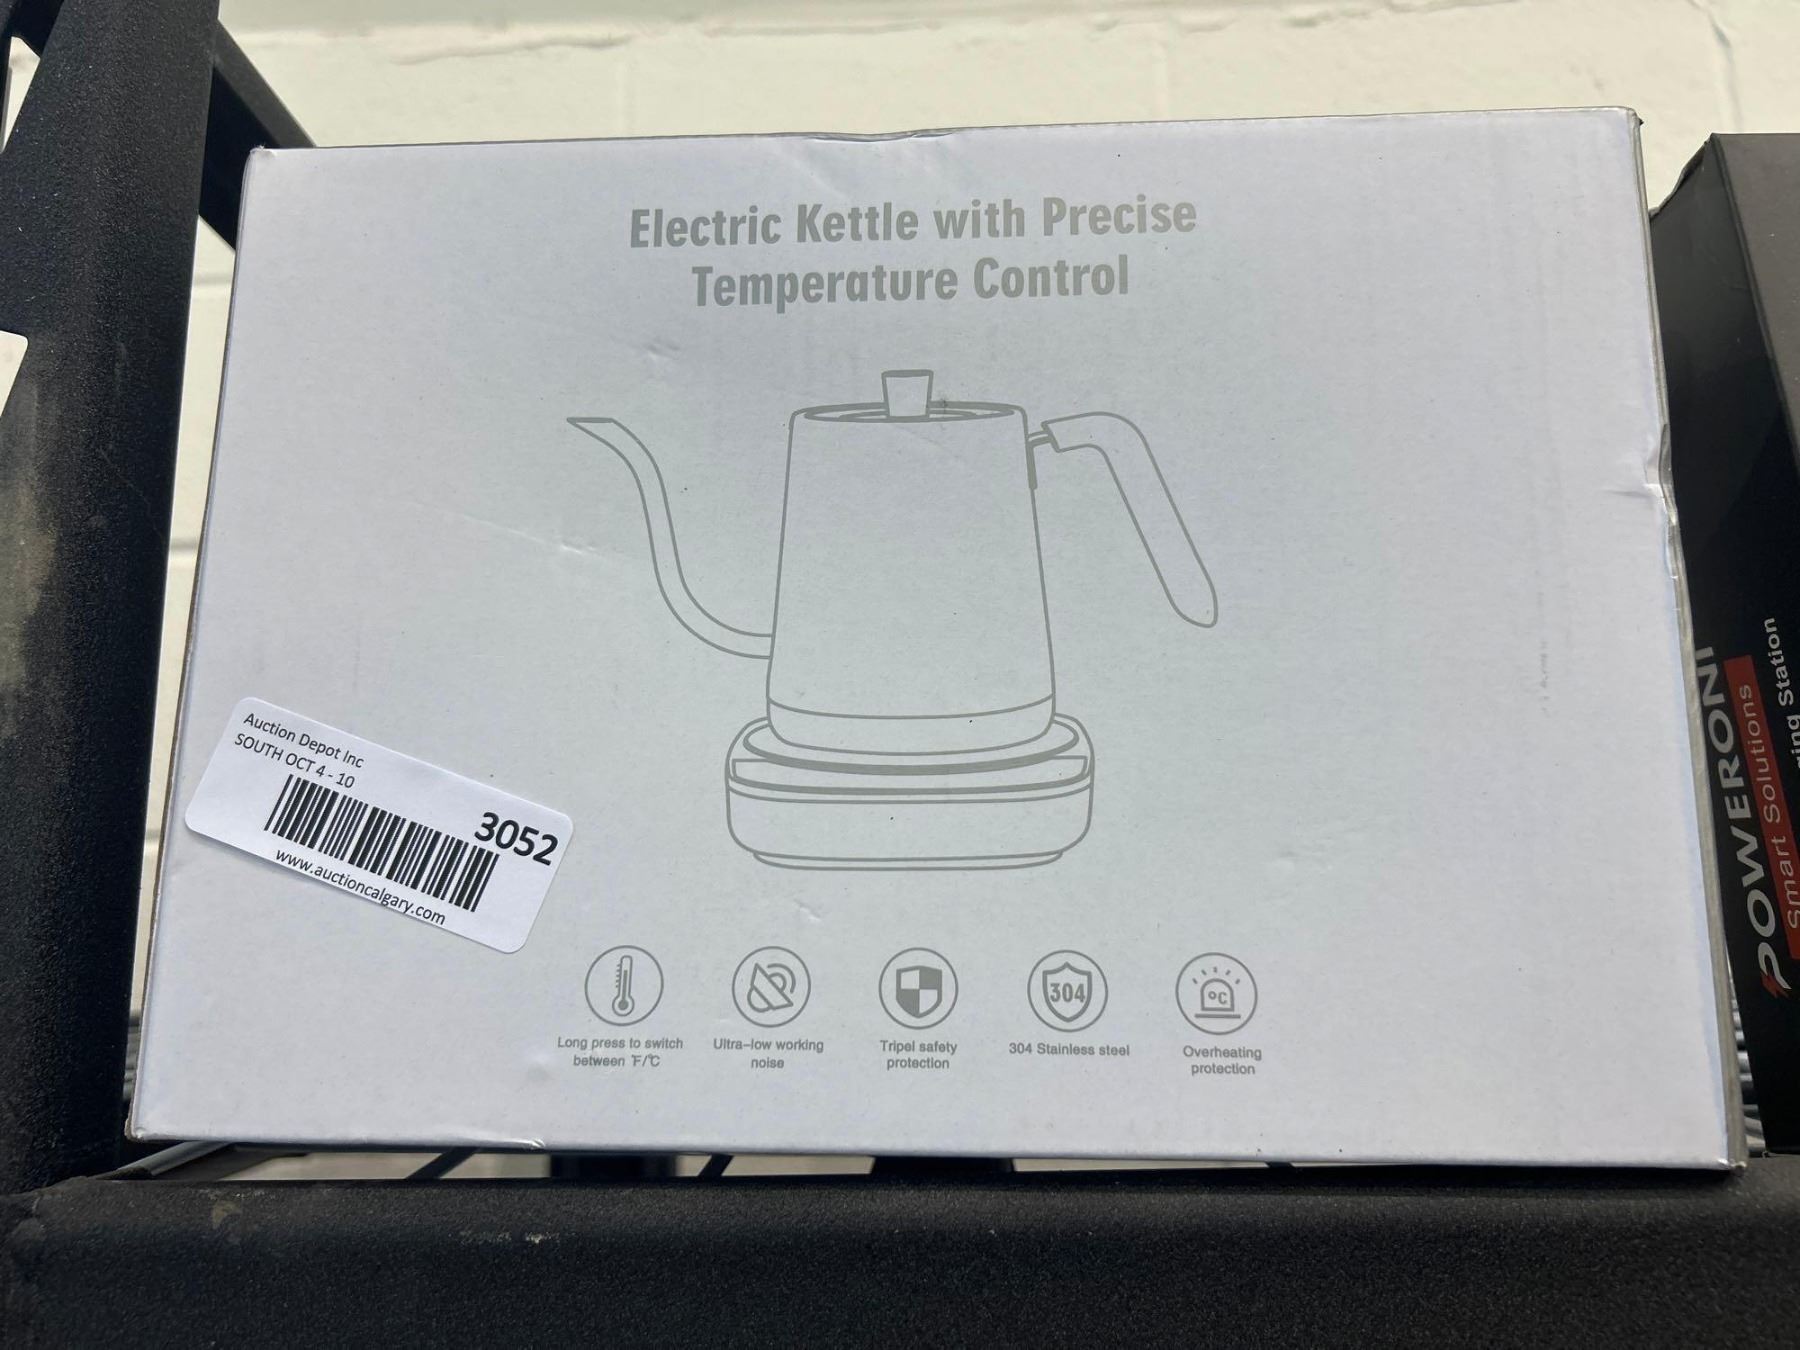 Electric Kettle with Precise
Temperature Control
Auction Depot Inc
SOUTH OCT 4 - 10
3052
www.auctioncalgary.com
304
°C
Long press to switch
between °F/°C
Ultra-low working
noise
Tripel safety
protection
304 Stainless steel
Overheating
protection
POWERONI
Smart Solutions
Station